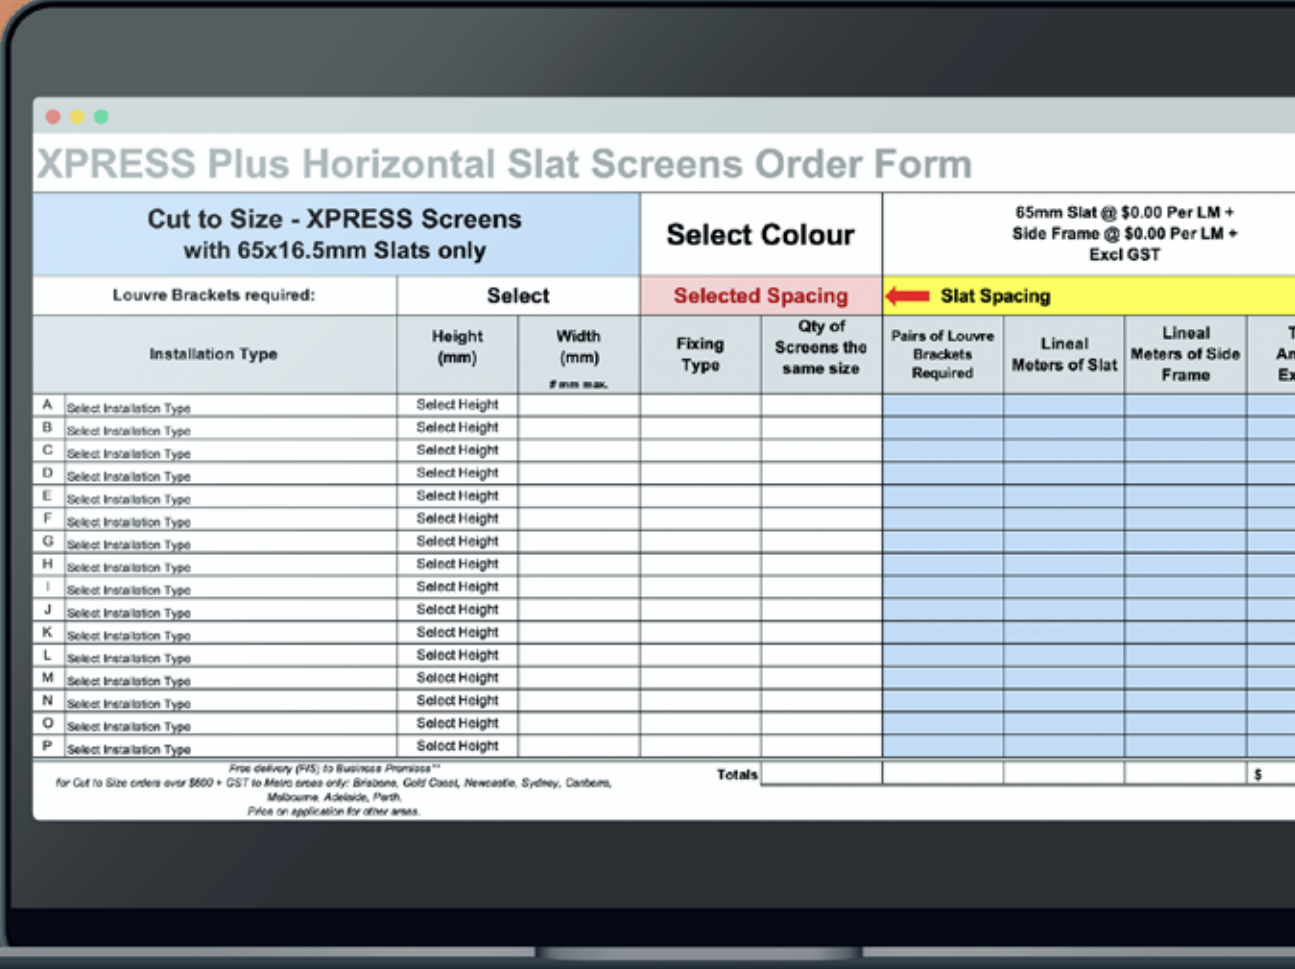 XPRESS Plus Horizontal Slat Screens Order Form
Cut to Size - XPRESS Screens
with 65x16.5mm Slats only
Select Colour
65mm Slat @ $0.00 Per LM +
Side Frame @ $0.00 Per LM +
Excl GST
Louvre Brackets required:
Select
Selected Spacing
Slat Spacing
Installation Type
Height
(mm)
Width
(mm)
# mm max.
Fixing
Type
Qty of
Screens the
same size
Pairs of Louvre
Brackets
Required
Lineal
Meters of Slat
Lineal
Meters of Side
Frame
T
An
Ex
A Select Installation Type Select Height
B Select Installation Type Select Height
C Select Installation Type Select Height
D Select Installation Type Select Height
E Select Installation Type Select Height
F Select Installation Type Select Height
G Select Installation Type Select Height
H Select Installation Type Select Height
I Select Installation Type Select Height
J Select Installation Type Select Height
K Select Installation Type Select Height
L Select Installation Type Select Height
M Select Installation Type Select Height
N Select Installation Type Select Height
O Select Installation Type Select Height
P Select Installation Type Select Height
Free delivery (FIS) to Business Premises**
for Cut to Size orders over $600 + GST to Metro areas only: Brisbane, Gold Coast, Newcastle, Sydney, Canberra,
Melbourne, Adelaide, Perth.
Price on application for other areas.
Totals
$